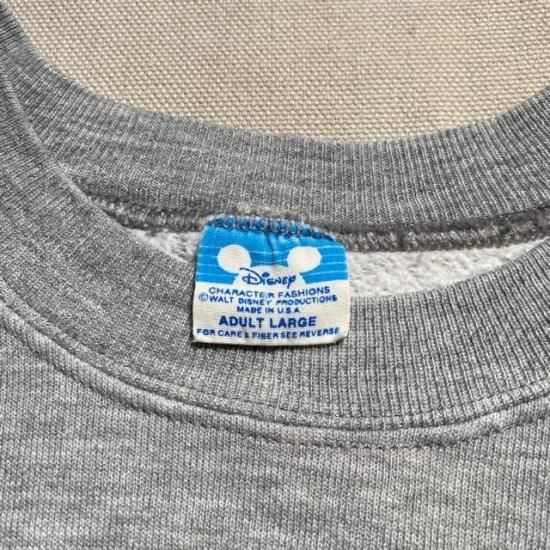 Disney
CHARACTER FASHIONS
©WALT DISNEY PRODUCTIONS
MADE IN U.S.A.
ADULT LARGE
FOR CARE & FIBER SEE REVERSE